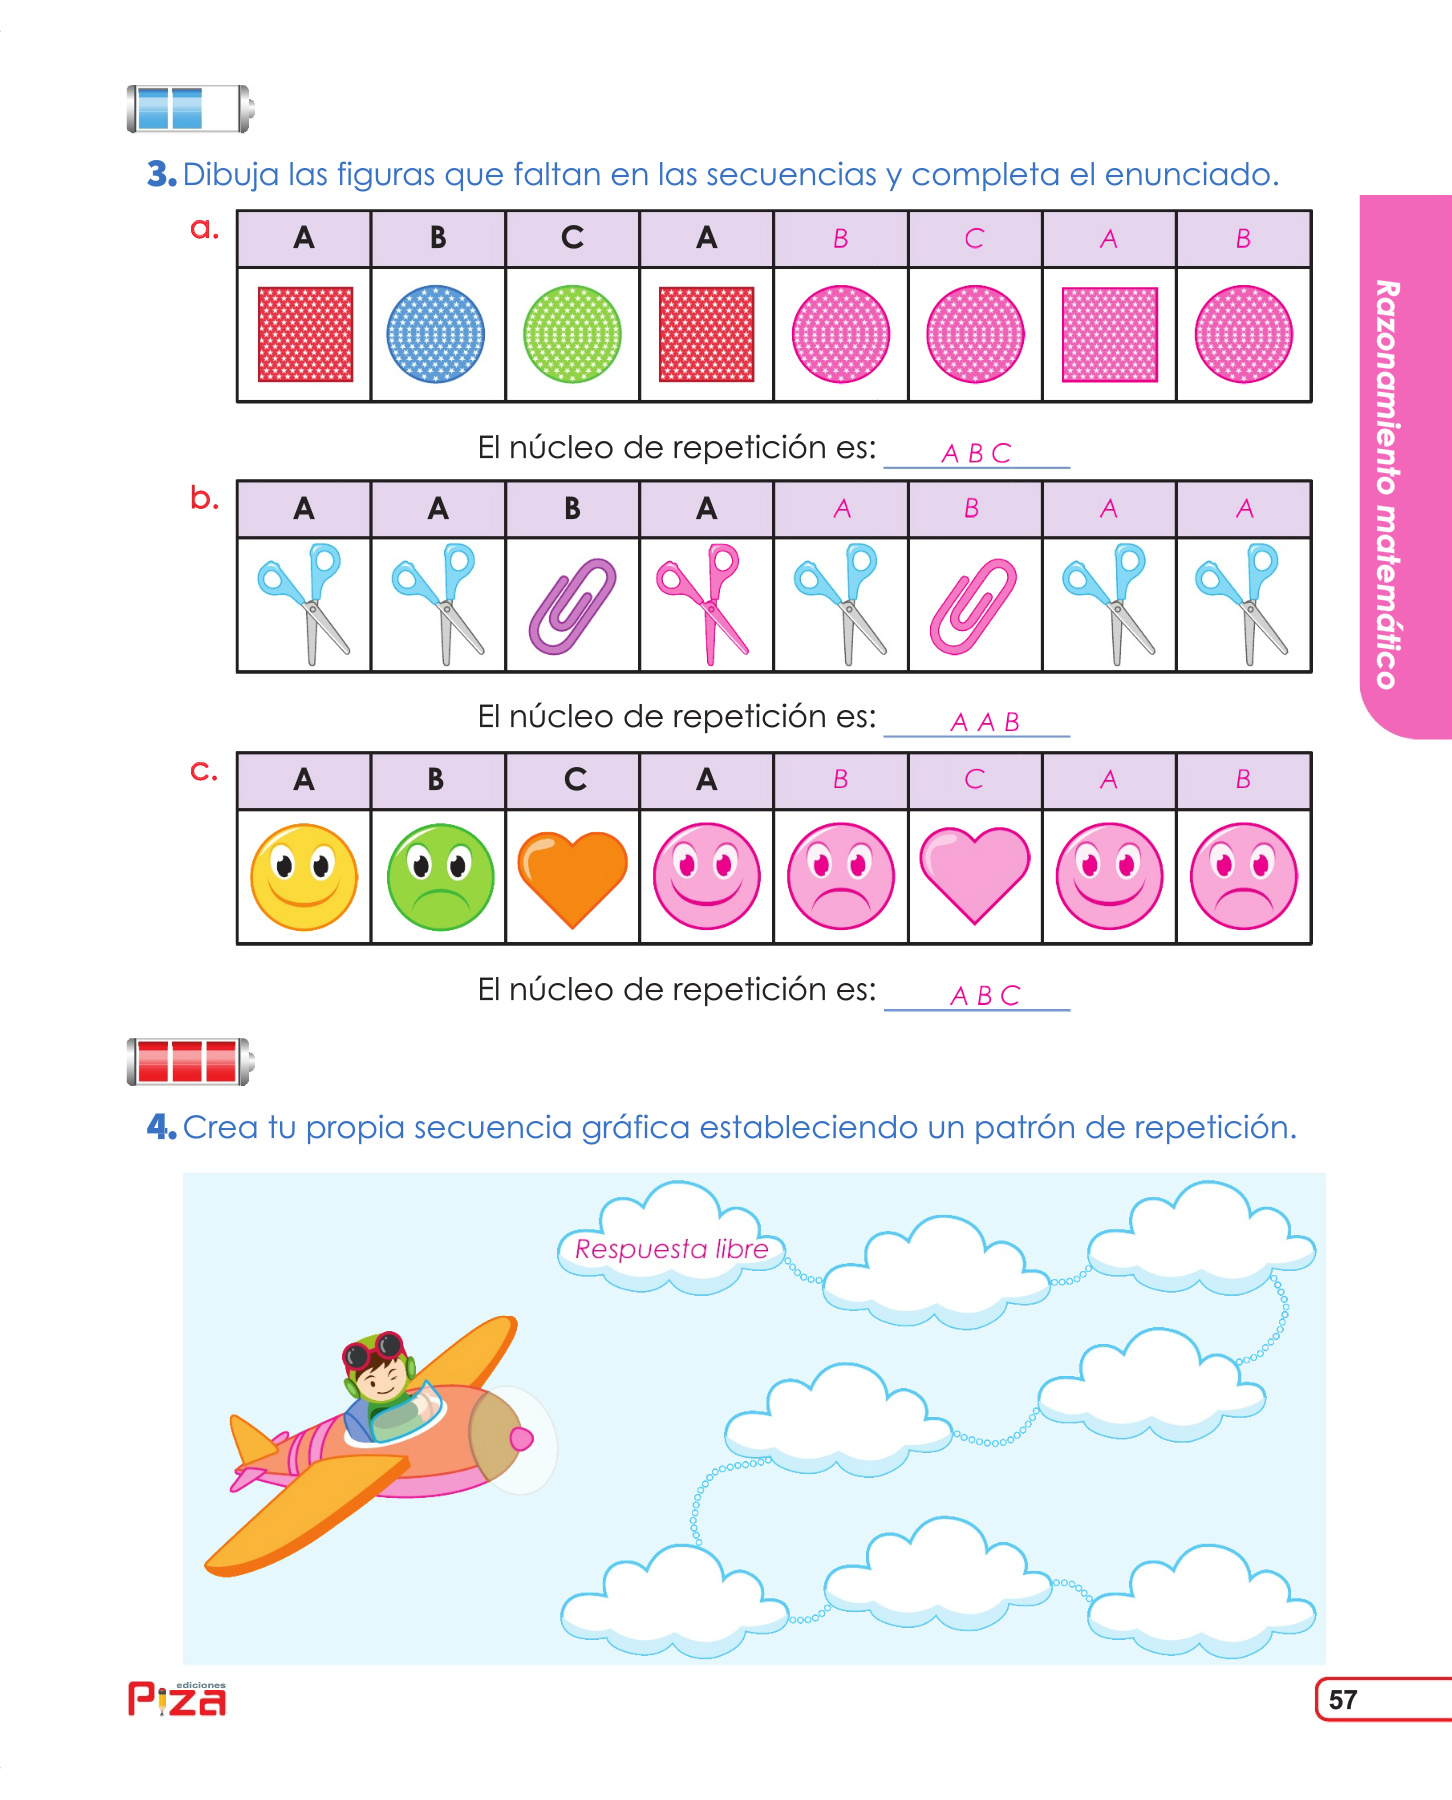 3. Dibuja las figuras que faltan en las secuencias y completa el enunciado.
a.
A B C A B C A B
El núcleo de repetición es: A B C
b.
A A B A A B A A
El núcleo de repetición es: A A B
c.
A B C A B C A B
El núcleo de repetición es: A B C
Razonamiento matemático
4. Crea tu propia secuencia gráfica estableciendo un patrón de repetición.
Respuesta libre
ediciones
Piza
57